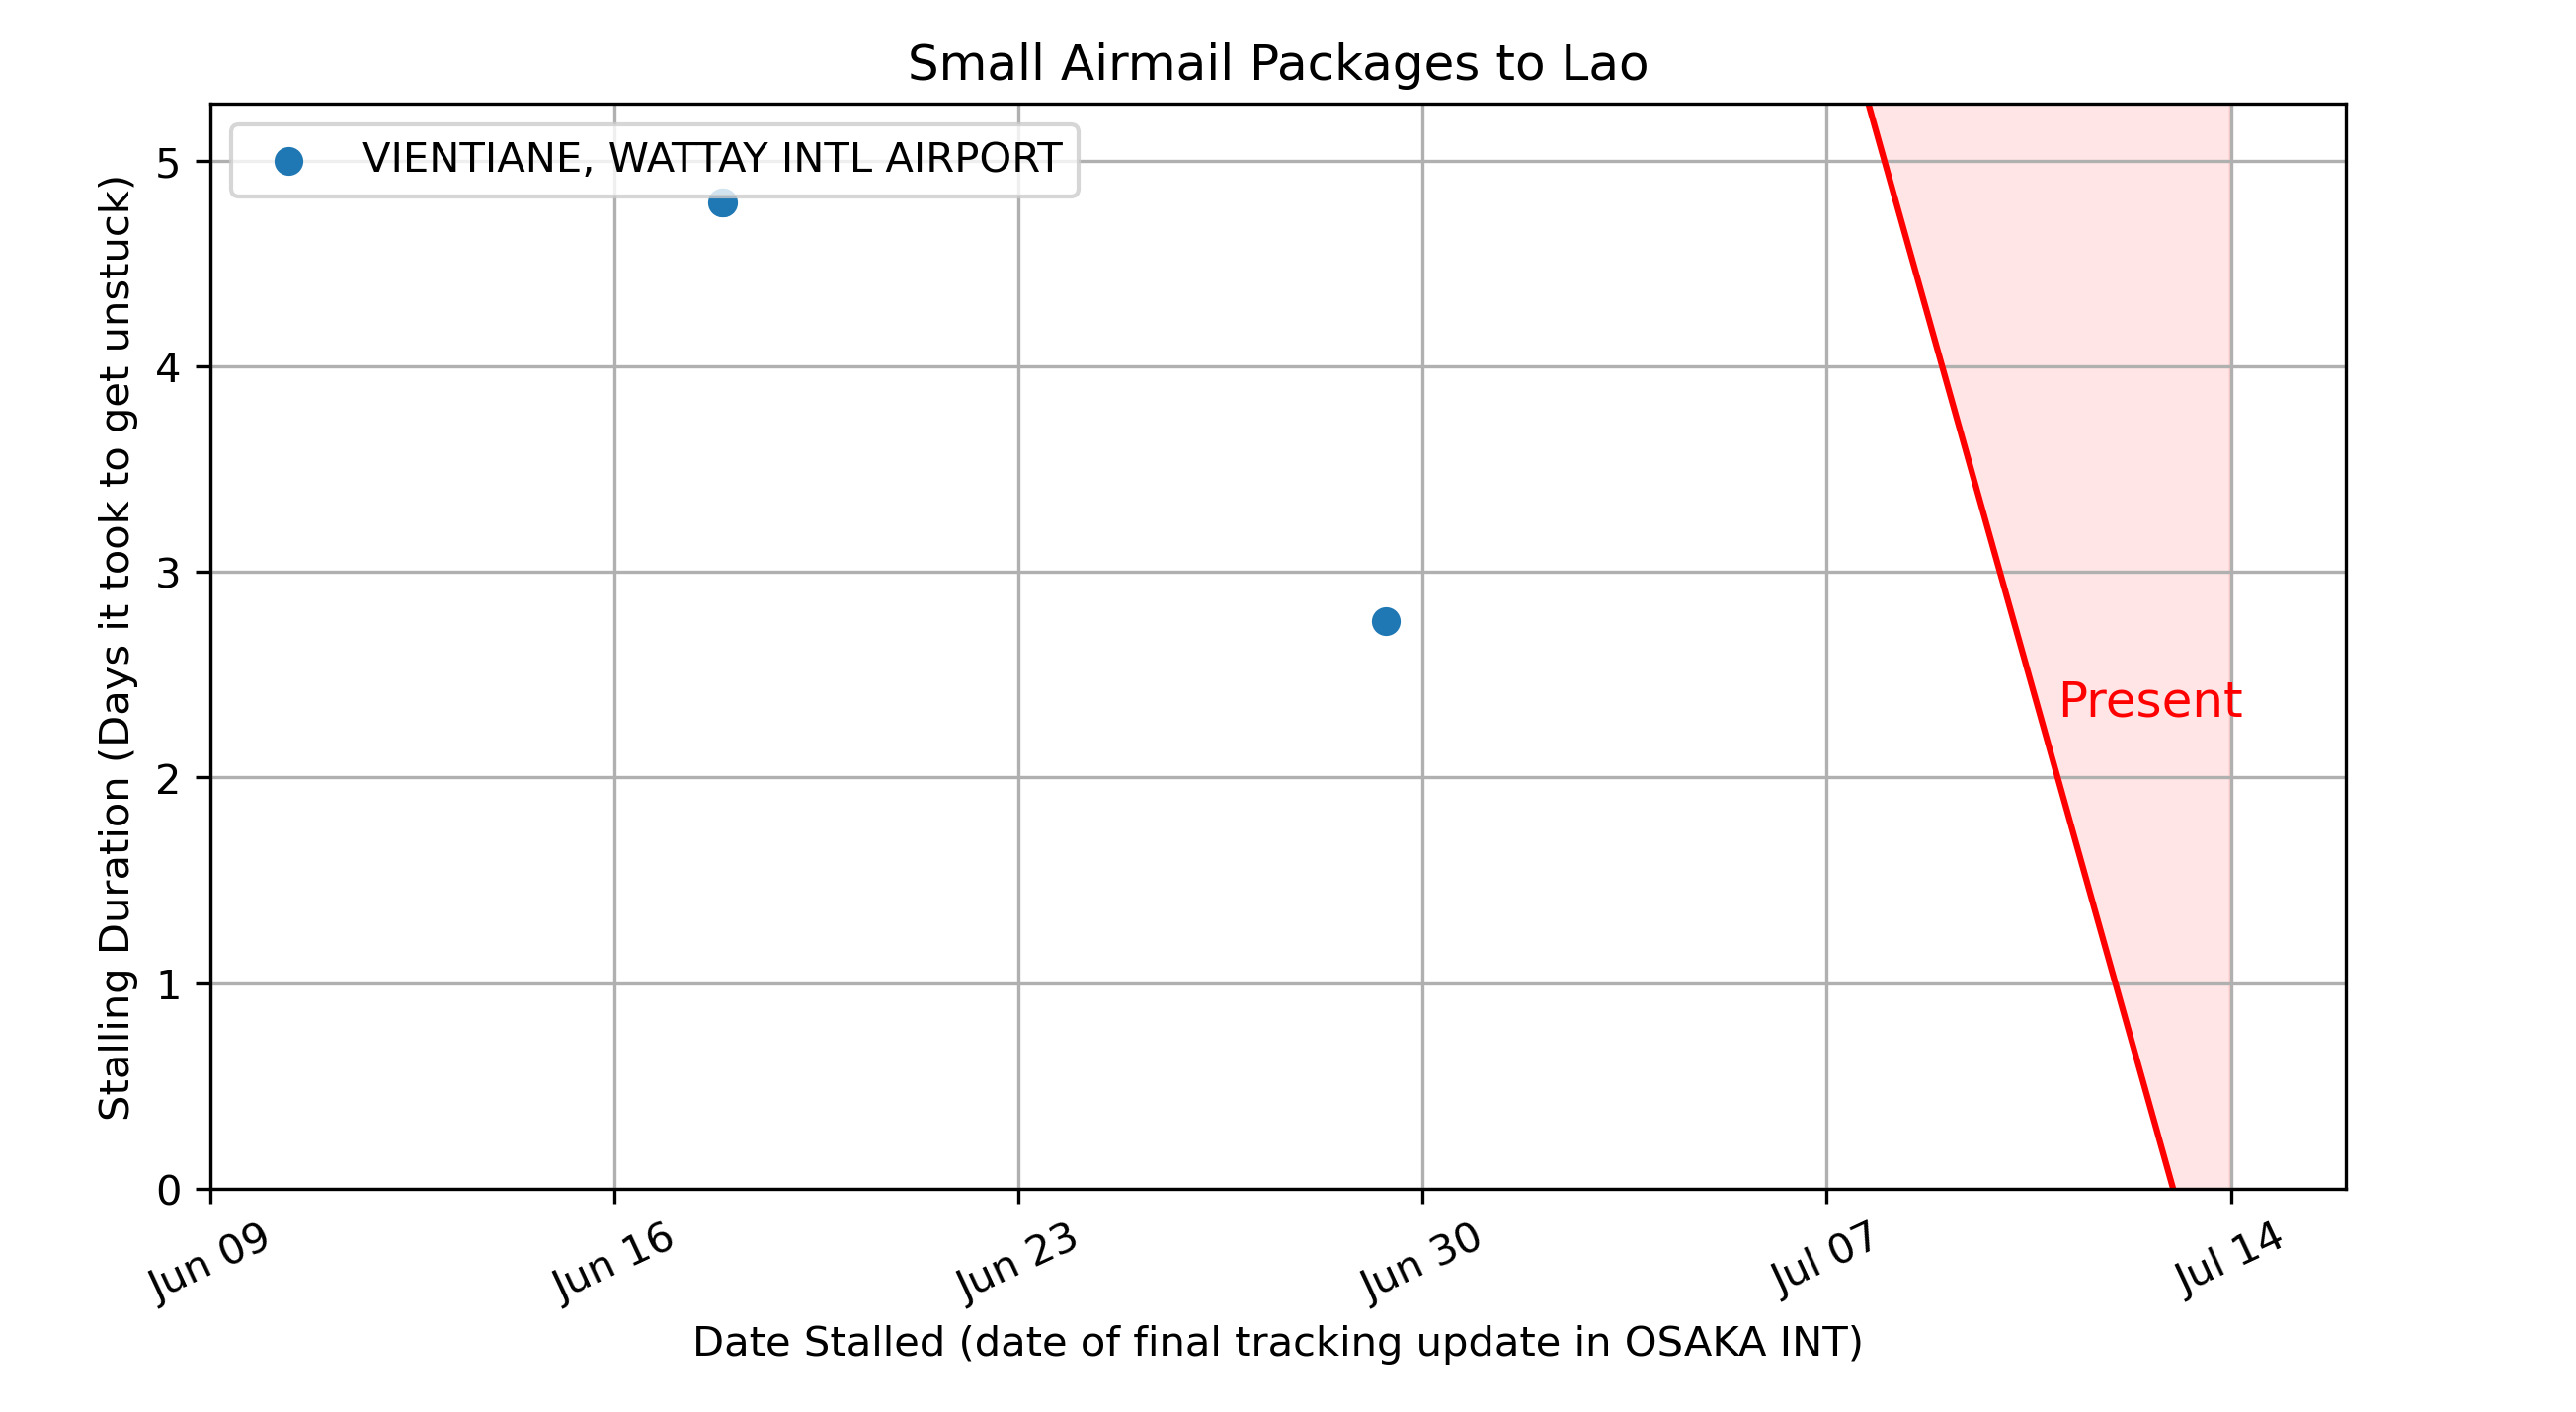 Small Airmail Packages to Lao
VIENTIANE, WATTAY INTL AIRPORT
Stalling Duration (Days it took to get unstuck)
5
4
3
2
1
0
Present
Jun 09
Jun 16
Jun 23
Jun 30
Jul 07
Jul 14
Date Stalled (date of final tracking update in OSAKA INT)